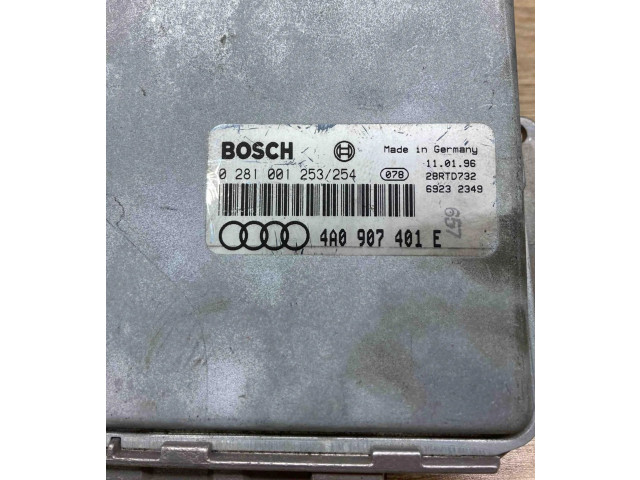 BOSCH
Made in Germany
11.01.96
0 281 001 253/254
078
28RTD732
6923 2349
657
4A0 907 401 E